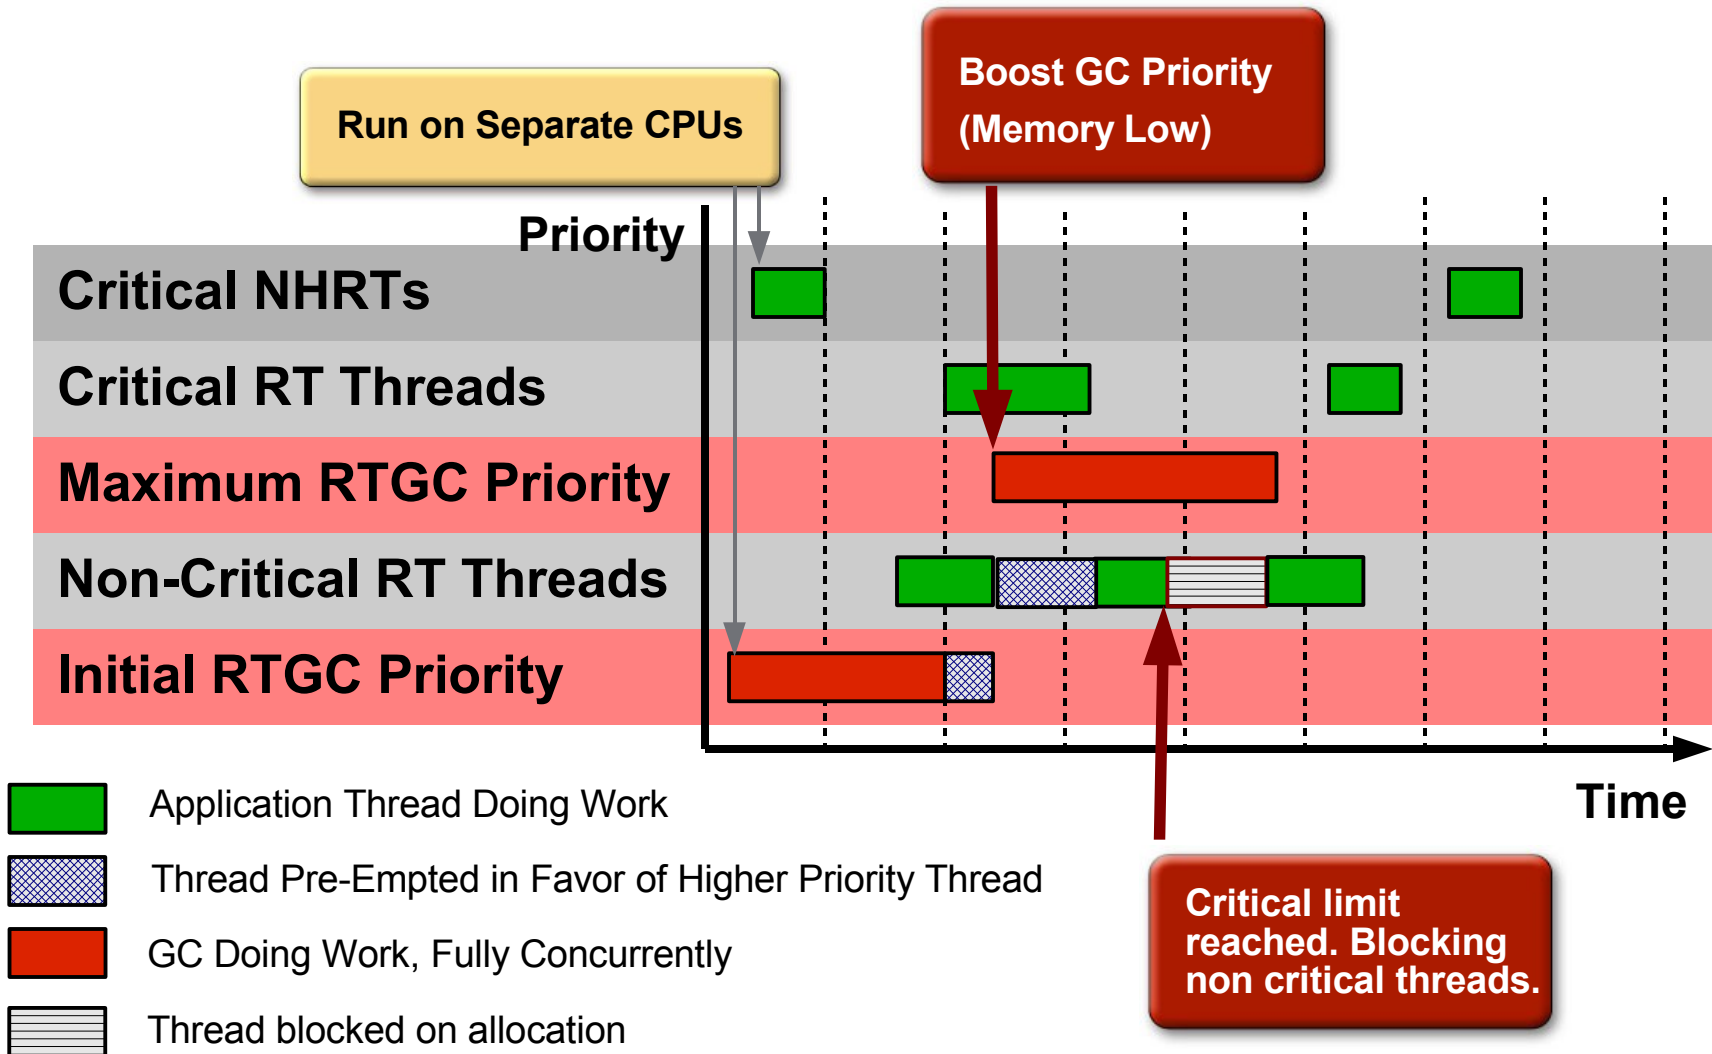 Boost GC Priority
(Memory Low)
Run on Separate CPUs
Priority
Critical NHRTs
Critical RT Threads
Maximum RTGC Priority
Non-Critical RT Threads
Initial RTGC Priority
Time
Application Thread Doing Work
Thread Pre-Empted in Favor of Higher Priority Thread
GC Doing Work, Fully Concurrently
Thread blocked on allocation
Critical limit
reached. Blocking
non critical threads.